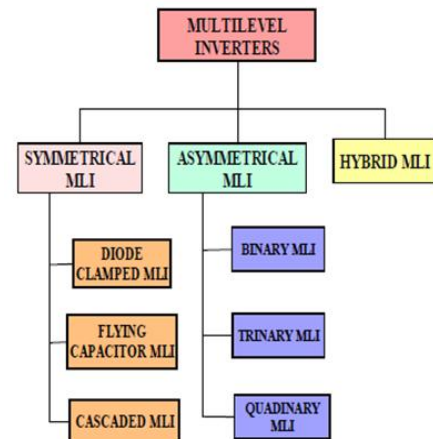 MULTILEVEL
INVERTERS
SYMMETRICAL
MLI
ASYMMETRICAL
MLI
HYBRID MLI
DIODE
CLAMPED MLI
FLYING
CAPACITOR MLI
CASCADED MLI
BINARY MLI
TRINARY MLI
QUADINARY
MLI